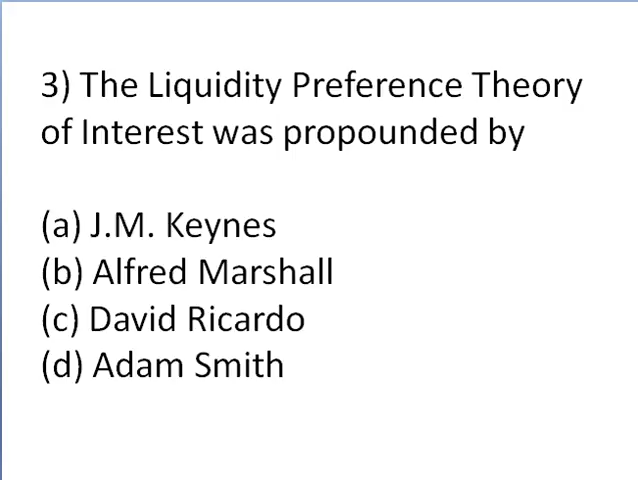 3) The Liquidity Preference Theory
of Interest was propounded by
(a) J.M. Keynes
(b) Alfred Marshall
(c) David Ricardo
(d) Adam Smith